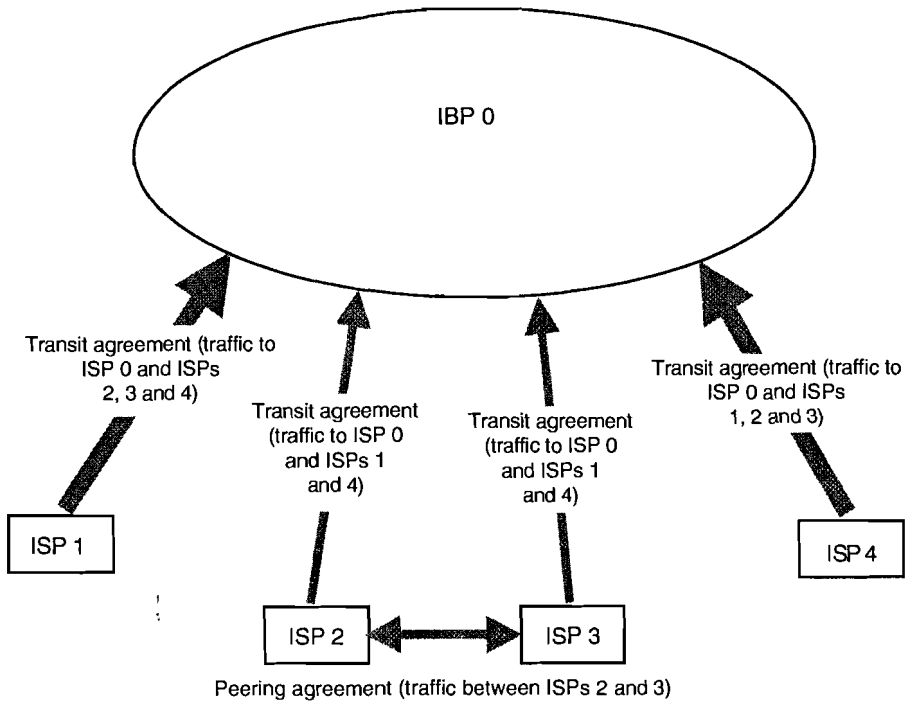 IBP 0
Transit agreement (traffic to
ISP 0 and ISPs
2, 3 and 4)
Transit agreement
(traffic to ISP 0
and ISPs 1
and 4)
Transit agreement
(traffic to ISP 0
and ISPs 1
and 4)
Transit agreement (traffic to
ISP 0 and ISPs
1, 2 and 3)
ISP 1
ISP 2
ISP 3
ISP 4
Peering agreement (traffic between ISPs 2 and 3)